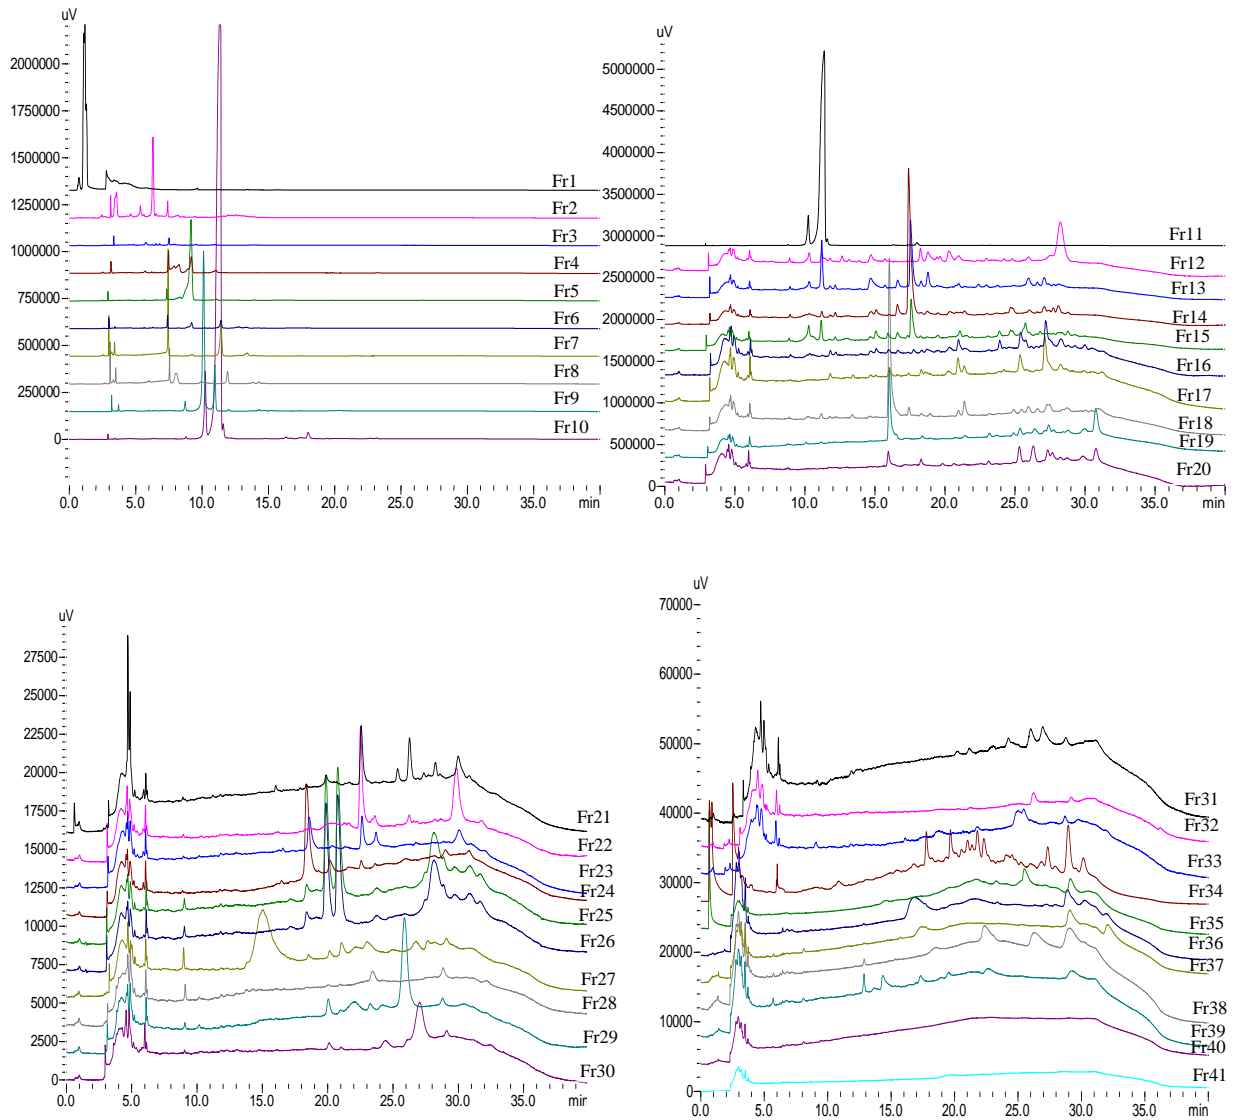 uV
2000000
1750000
1500000
1250000
1000000
750000
500000
250000
0
Fr1
Fr2
Fr3
Fr4
Fr5
Fr6
Fr7
Fr8
Fr9
Fr10
0.0 5.0 10.0 15.0 20.0 25.0 30.0 35.0 min
uV
5000000
4500000
4000000
3500000
3000000
2500000
2000000
1500000
1000000
500000
0
Fr11
Fr12
Fr13
Fr14
Fr15
Fr16
Fr17
Fr18
Fr19
Fr20
0.0 5.0 10.0 15.0 20.0 25.0 30.0 35.0 min
uV
27500
25000
22500
20000
17500
15000
12500
10000
7500
5000
2500
0
Fr21
Fr22
Fr23
Fr24
Fr25
Fr26
Fr27
Fr28
Fr29
Fr30
0.0 5.0 10.0 15.0 20.0 25.0 30.0 35.0 min
uV
70000
60000
50000
40000
30000
20000
10000
0
Fr31
Fr32
Fr33
Fr34
Fr35
Fr36
Fr37
Fr38
Fr39
Fr40
Fr41
0.0 5.0 10.0 15.0 20.0 25.0 30.0 35.0 min